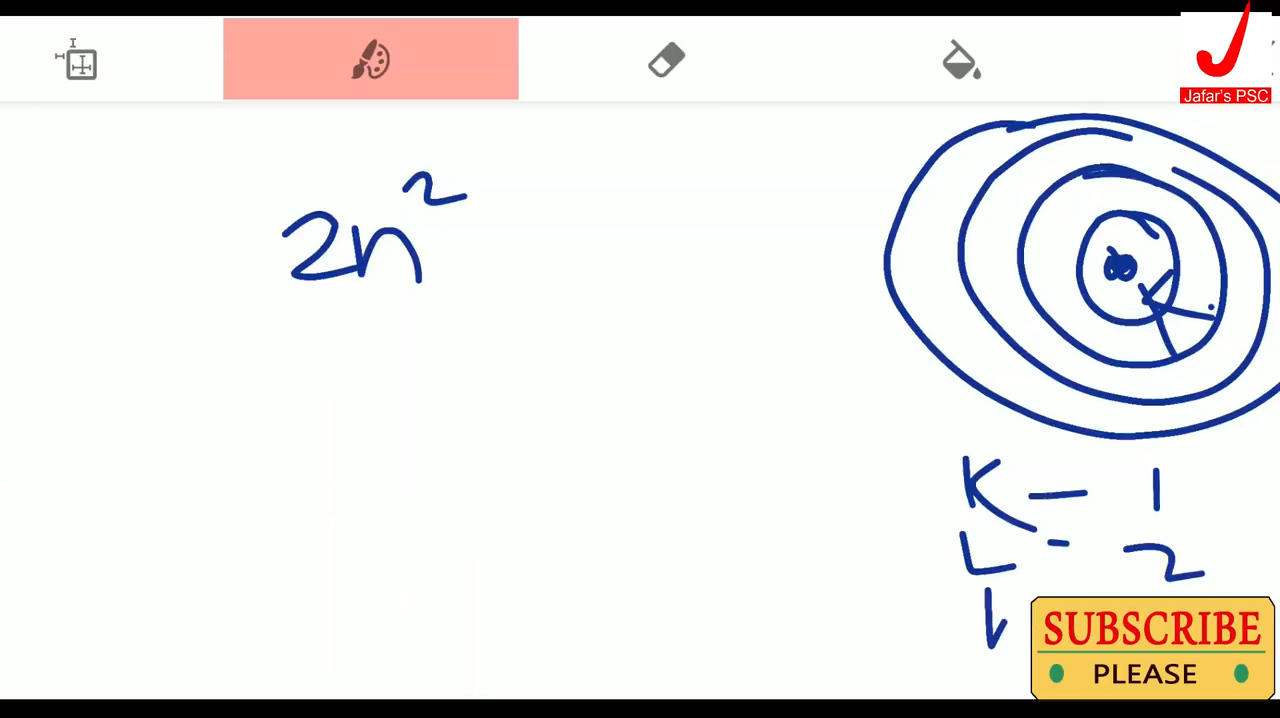 Jafar's PSC
2n²
K – 1
L - 2
SUBSCRIBE
PLEASE